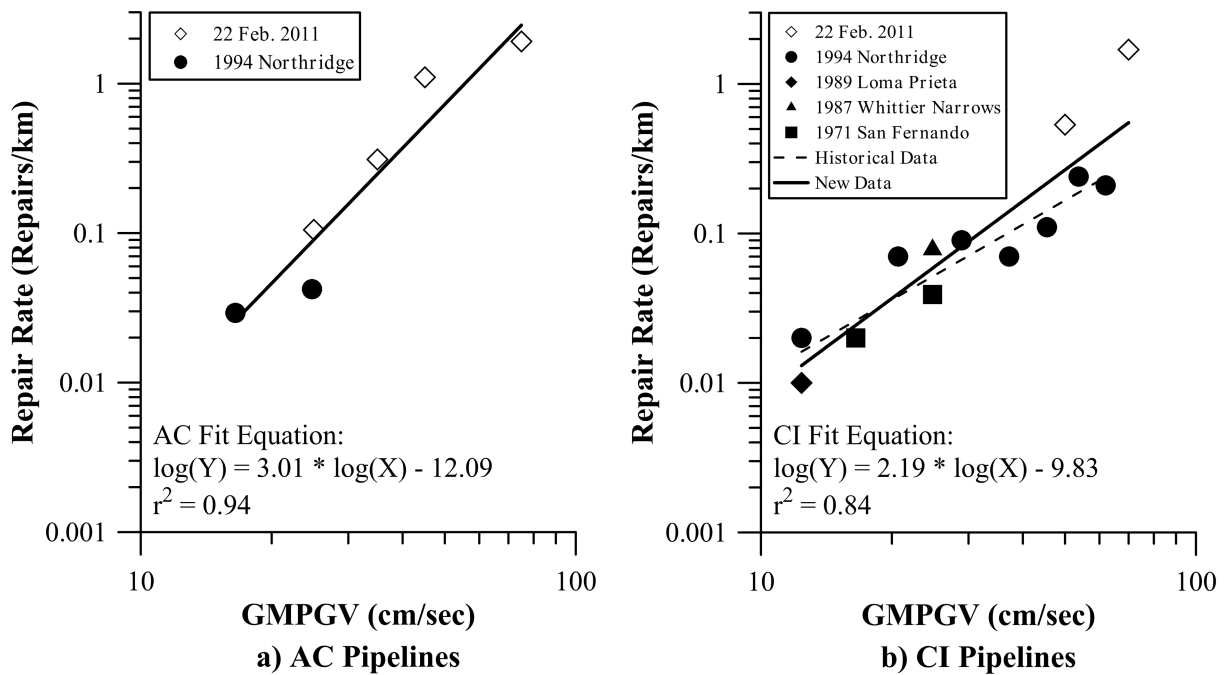 22 Feb. 2011
1994 Northridge
1
0.1
0.01
0.001
Repair Rate (Repairs/km)
AC Fit Equation:
log(Y) = 3.01 * log(X) - 12.09
r² = 0.94
10
100
GMPGV (cm/sec)
a) AC Pipelines
22 Feb. 2011
1994 Northridge
1989 Loma Prieta
1987 Whittier Narrows
1971 San Fernando
Historical Data
New Data
1
0.1
0.01
0.001
Repair Rate (Repairs/km)
CI Fit Equation:
log(Y) = 2.19 * log(X) - 9.83
r² = 0.84
10
100
GMPGV (cm/sec)
b) CI Pipelines